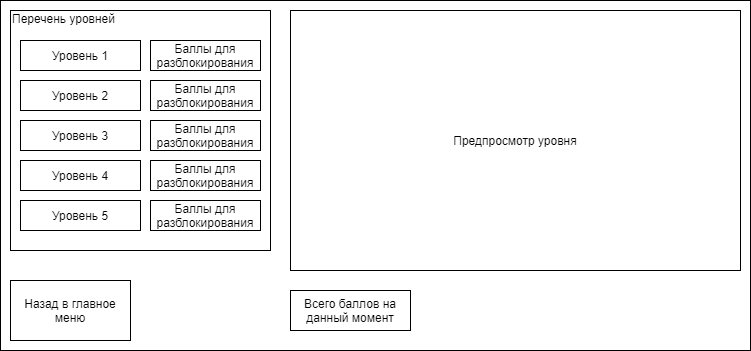 Перечень уровней
Уровень 1
Баллы для
разблокирования
Уровень 2
Баллы для
разблокирования
Уровень 3
Баллы для
разблокирования
Уровень 4
Баллы для
разблокирования
Уровень 5
Баллы для
разблокирования
Предпросмотр уровня
Назад в главное
меню
Всего баллов на
данный момент